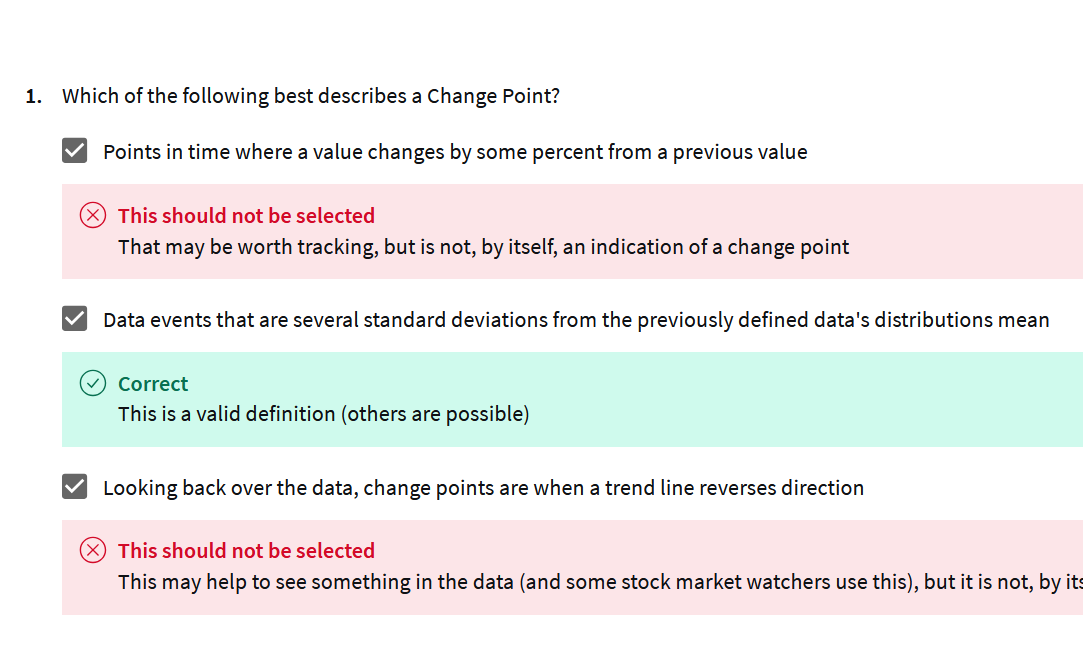 1. Which of the following best describes a Change Point?
Points in time where a value changes by some percent from a previous value
This should not be selected
That may be worth tracking, but is not, by itself, an indication of a change point
Data events that are several standard deviations from the previously defined data's distributions mean
Correct
This is a valid definition (others are possible)
Looking back over the data, change points are when a trend line reverses direction
This should not be selected
This may help to see something in the data (and some stock market watchers use this), but it is not, by